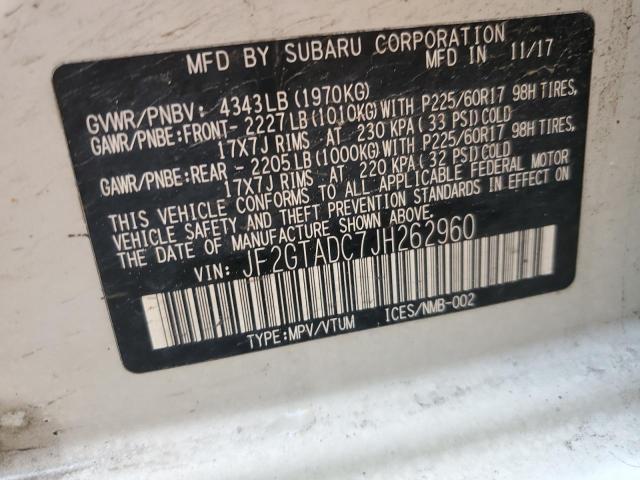 MFD BY SUBARU CORPORATION
MFD IN 11/17
GVWR/PNBV: 4343LB (1970KG)
GAWR/PNBE:FRONT-2227LB(1010KG)WITH P225/60R17 98H TIRES,
17X7J RIMS AT 230 KPA(33 PSI)COLD
GAWR/PNBE:REAR -2205LB(1000KG)WITH P225/60R17 98H TIRES,
17X7J RIMS AT 220 KPA(32 PSI)COLD
THIS VEHICLE CONFORMS TO ALL APPLICABLE FEDERAL MOTOR
VEHICLE SAFETY AND THEFT PREVENTION STANDARDS IN EFFECT ON
THE DATE OF MANUFACTURE SHOWN ABOVE.
VIN: JF2GTADC7JH262960
TYPE:MPV/VTUM ICES/NMB-002